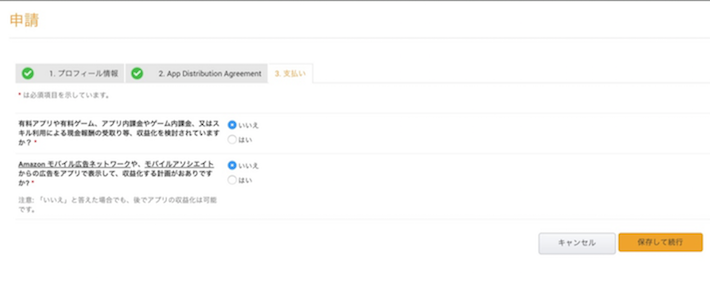 申請
1. プロフィール情報
2. App Distribution Agreement
3. 支払い
* は必須項目を示しています。
有料アプリや有料ゲーム、アプリ内課金やゲーム内課金、又はス
キル利用による現金報酬の受取り等、収益化を検討されています
か? *
いいえ
はい
Amazon モバイル広告ネットワークや、モバイルアソシエイト
からの広告をアプリで表示して、収益化する計画がおありです
か? *
いいえ
はい
注意: 「いいえ」と答えた場合でも、後でアプリの収益化は可能
です。
キャンセル
保存して続行